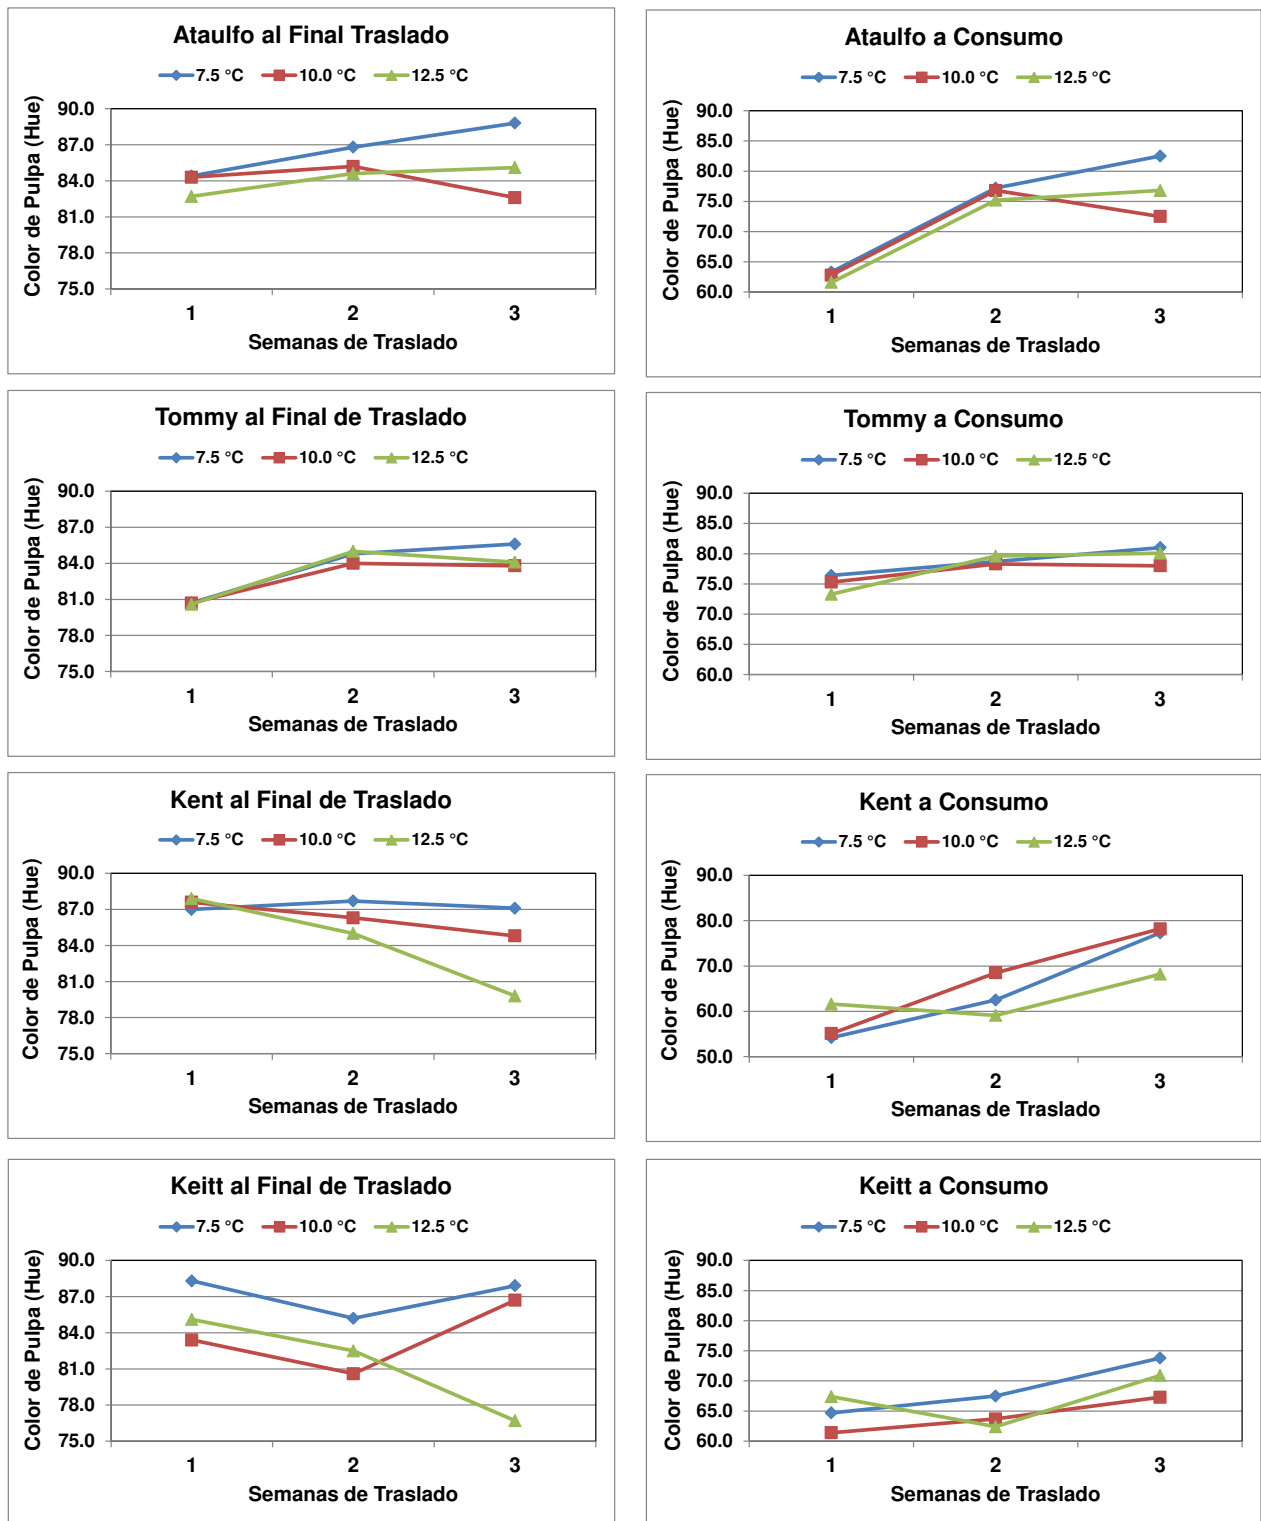 Ataulfo al Final Traslado
7.5 °C 10.0 °C 12.5 °C
Color de Pulpa (Hue)
90.0
87.0
84.0
81.0
78.0
75.0
1 2 3
Semanas de Traslado
Ataulfo a Consumo
7.5 °C 10.0 °C 12.5 °C
Color de Pulpa (Hue)
90.0
85.0
80.0
75.0
70.0
65.0
60.0
1 2 3
Semanas de Traslado
Tommy al Final de Traslado
7.5 °C 10.0 °C 12.5 °C
Color de Pulpa (Hue)
90.0
87.0
84.0
81.0
78.0
75.0
1 2 3
Semanas de Traslado
Tommy a Consumo
7.5 °C 10.0 °C 12.5 °C
Color de Pulpa (Hue)
90.0
85.0
80.0
75.0
70.0
65.0
60.0
1 2 3
Semanas de Traslado
Kent al Final de Traslado
7.5 °C 10.0 °C 12.5 °C
Color de Pulpa (Hue)
90.0
87.0
84.0
81.0
78.0
75.0
1 2 3
Semanas de Traslado
Kent a Consumo
7.5 °C 10.0 °C 12.5 °C
Color de Pulpa (Hue)
90.0
80.0
70.0
60.0
50.0
1 2 3
Semanas de Traslado
Keitt al Final de Traslado
7.5 °C 10.0 °C 12.5 °C
Color de Pulpa (Hue)
90.0
87.0
84.0
81.0
78.0
75.0
1 2 3
Semanas de Traslado
Keitt a Consumo
7.5 °C 10.0 °C 12.5 °C
Color de Pulpa (Hue)
90.0
85.0
80.0
75.0
70.0
65.0
60.0
1 2 3
Semanas de Traslado